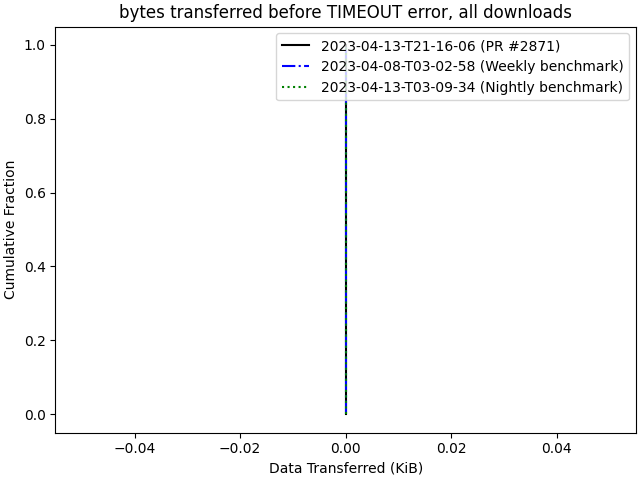 bytes transferred before TIMEOUT error, all downloads
2023-04-13-T21-16-06 (PR #2871)
2023-04-08-T03-02-58 (Weekly benchmark)
2023-04-13-T03-09-34 (Nightly benchmark)
Cumulative Fraction
1.0
0.8
0.6
0.4
0.2
0.0
−0.04 −0.02 0.00 0.02 0.04
Data Transferred (KiB)